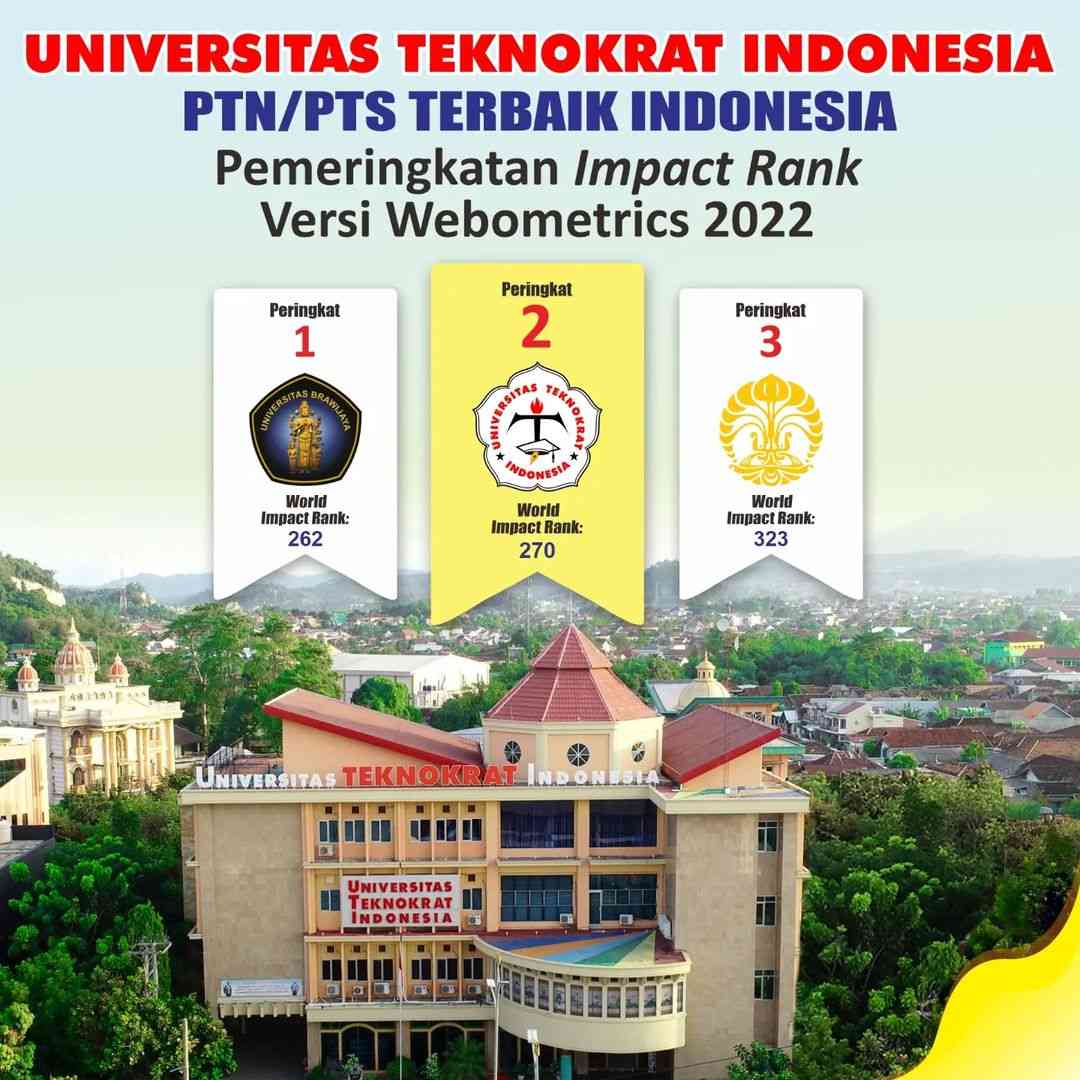 UNIVERSITAS TEKNOKRAT INDONESIA
PTN/PTS TERBAIK INDONESIA
Pemeringkatan Impact Rank
Versi Webometrics 2022
Peringkat
1
UNIVERSITAS BRAWIJAYA
World
Impact Rank:
262
Peringkat
2
UNIVERSITAS TEKNOKRAT
INDONESIA
World
Impact Rank:
270
Peringkat
3
World
Impact Rank:
323
UNIVERSITAS TEKNOKRAT INDONESIA
UNIVERSITAS
TEKNOKRAT
INDONESIA